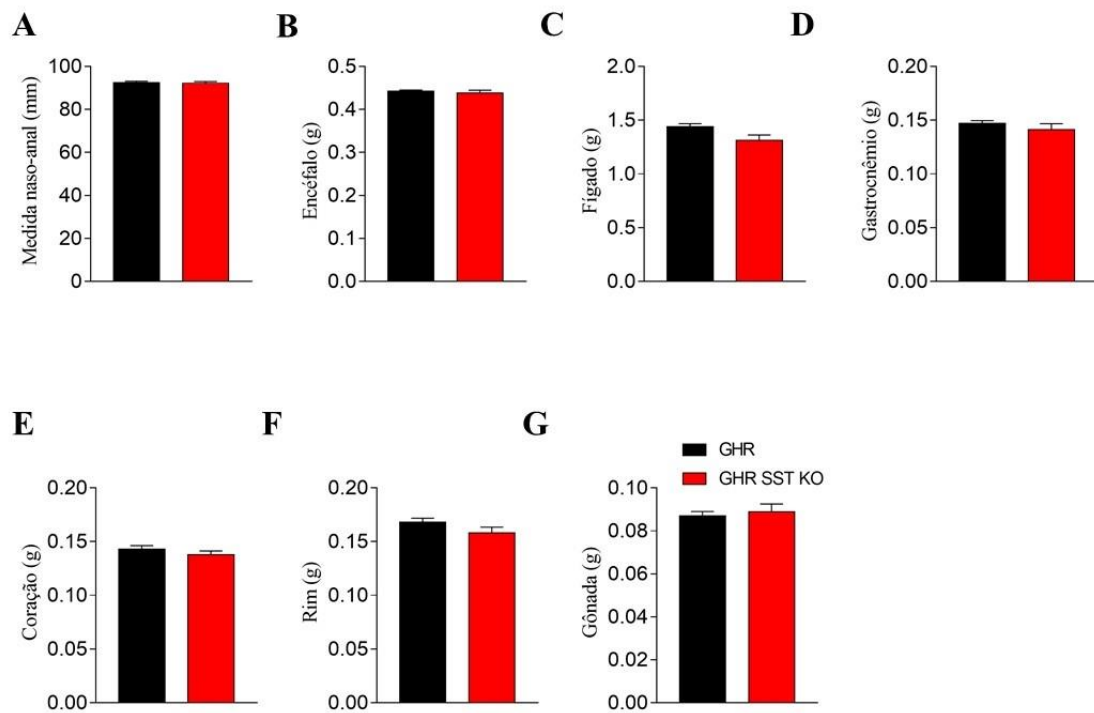 A
Medida naso-anal (mm)
100
80
60
40
20
0
B
Encéfalo (g)
0.5
0.4
0.3
0.2
0.1
0.0
C
Fígado (g)
2.0
1.5
1.0
0.5
0.0
D
Gastrocnêmio (g)
0.20
0.15
0.10
0.05
0.00
E
Coração (g)
0.20
0.15
0.10
0.05
0.00
F
Rim (g)
0.20
0.15
0.10
0.05
0.00
G
GHR
GHR SST KO
Gônada (g)
0.10
0.08
0.06
0.04
0.02
0.00